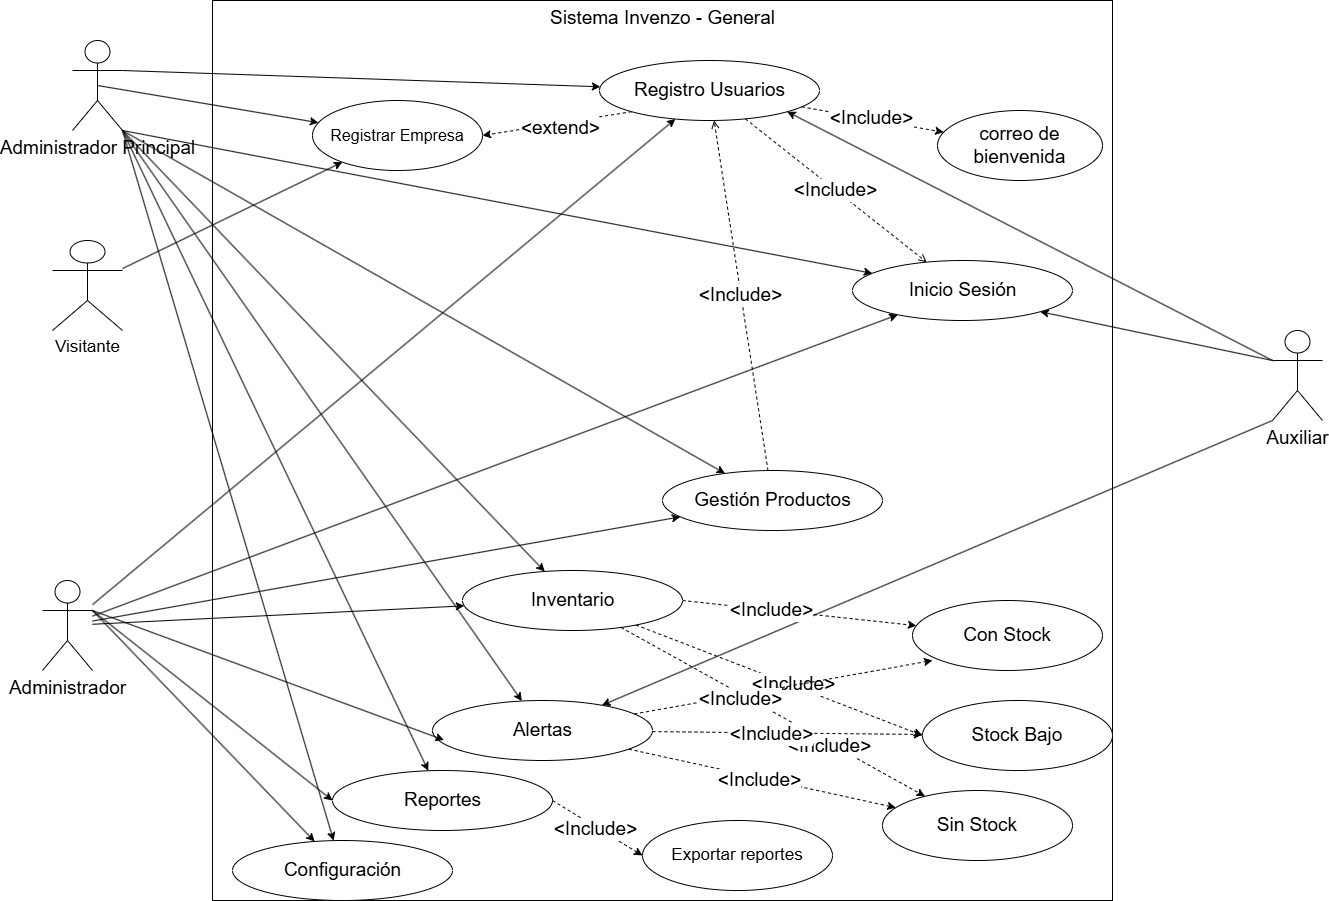 Sistema Invenzo - General
Registro Usuarios
<Include>
<extend>
Registrar Empresa
correo de
bienvenida
Administrador Principal
<Include>
Inicio Sesión
<Include>
Visitante
Auxiliar
Gestión Productos
Inventario
<Include>
Con Stock
Administrador
<Include>
<Include>
Alertas
<Include>
Stock Bajo
<Include>
<Include>
Reportes
Sin Stock
<Include>
Exportar reportes
Configuración